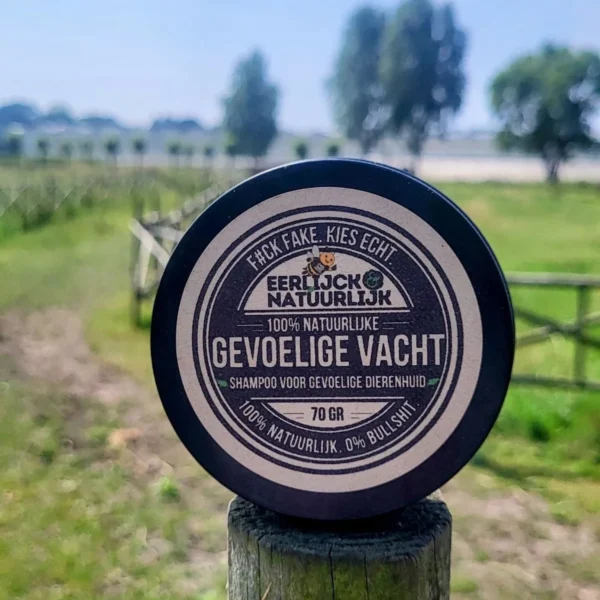 F#CK FAKE. KIES ECHT.
EERLIJCK
NATUURLIJK
100% NATUURLIJKE
GEVOELIGE VACHT
SHAMPOO VOOR GEVOELIGE DIERENHUID
70 GR
100% NATUURLIJK. 0% BULLSHIT.